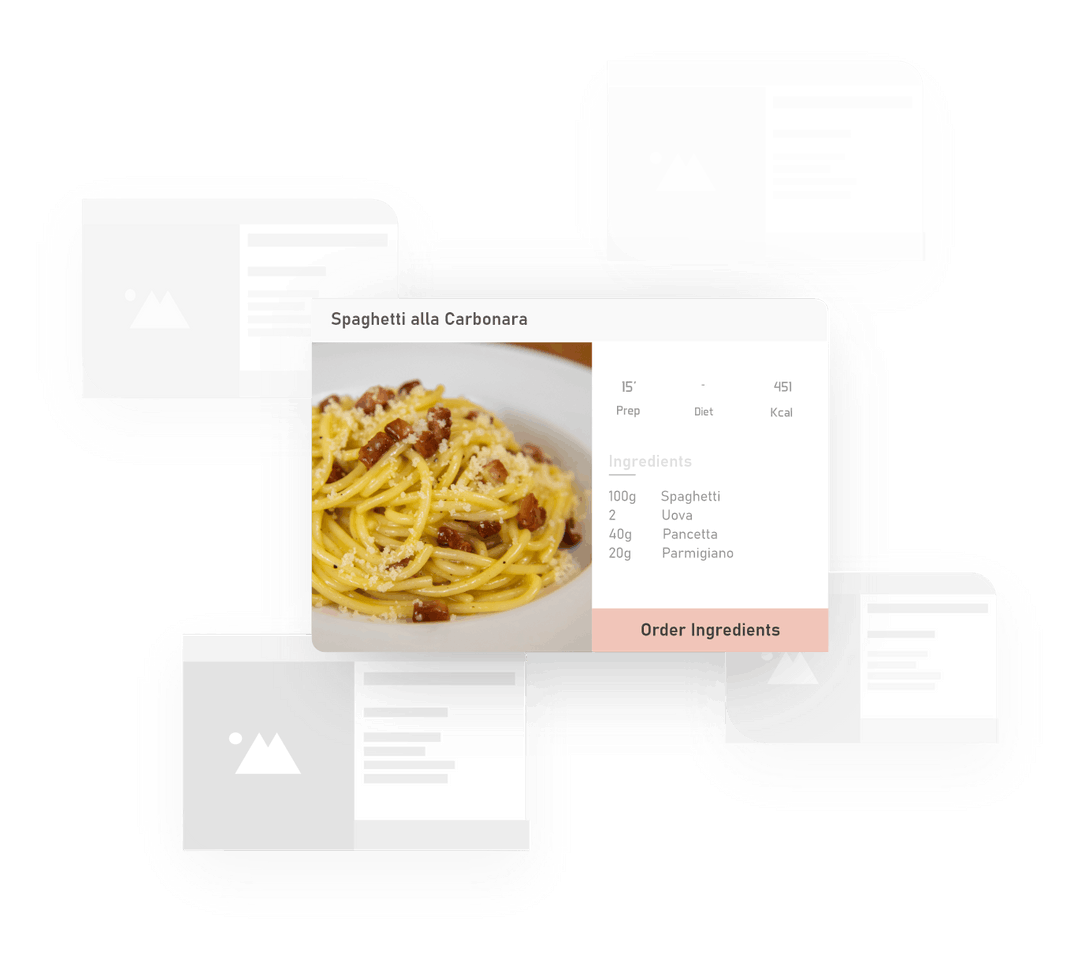 Spaghetti alla Carbonara
15' - 451
Prep Diet Kcal
Ingredients
100g Spaghetti
2 Uova
40g Pancetta
20g Parmigiano
Order Ingredients